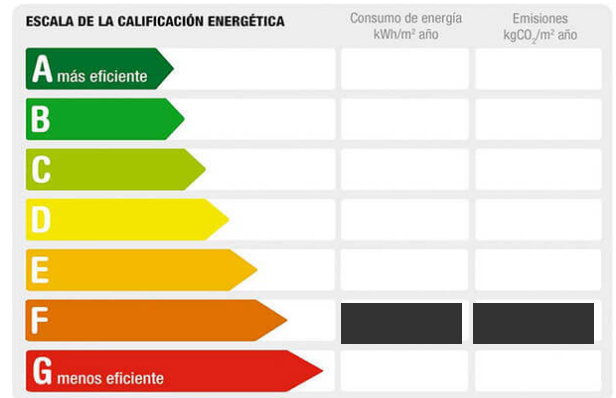 ESCALA DE LA CALIFICACIÓN ENERGÉTICA
Consumo de energía
kWh/m² año
Emisiones
kgCO₂/m² año
A más eficiente
B
C
D
E
F
G menos eficiente